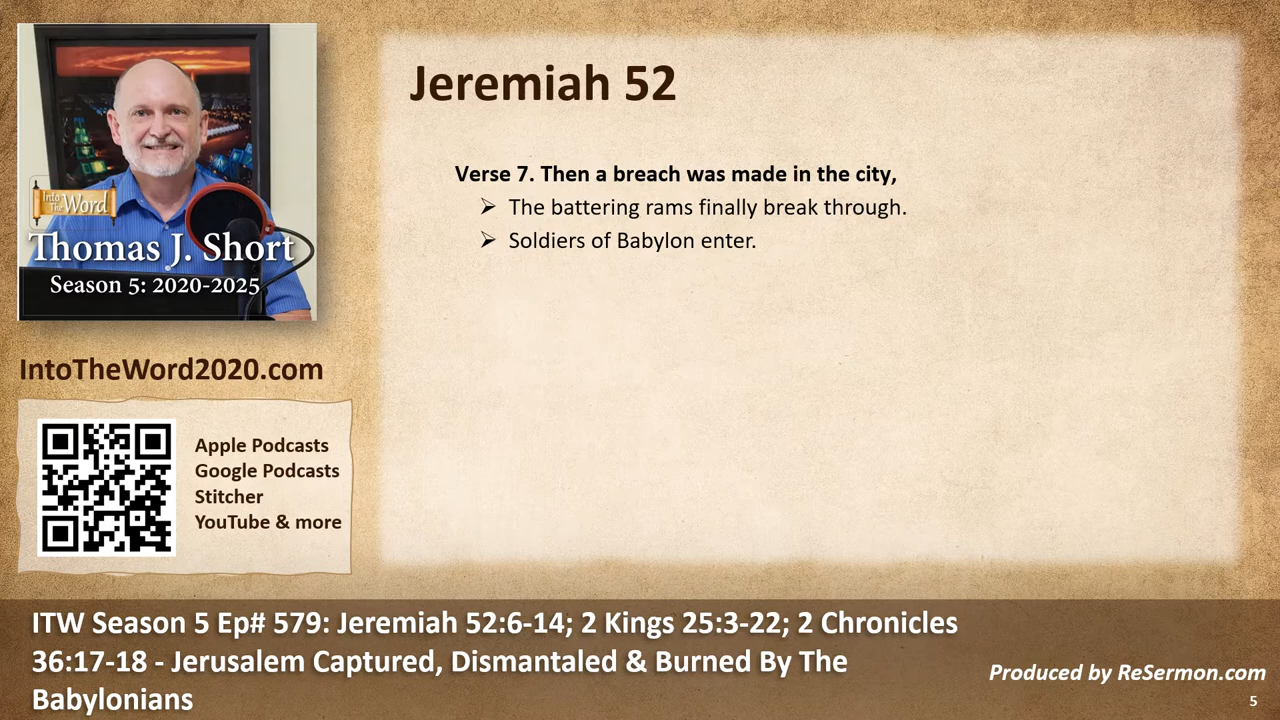 Into
The Word
Thomas J. Short
Season 5: 2020-2025
IntoTheWord2020.com
Apple Podcasts
Google Podcasts
Stitcher
YouTube & more
Jeremiah 52
Verse 7. Then a breach was made in the city,
➢ The battering rams finally break through.
➢ Soldiers of Babylon enter.
ITW Season 5 Ep# 579: Jeremiah 52:6-14; 2 Kings 25:3-22; 2 Chronicles
36:17-18 - Jerusalem Captured, Dismantaled & Burned By The
Babylonians
Produced by ReSermon.com
5